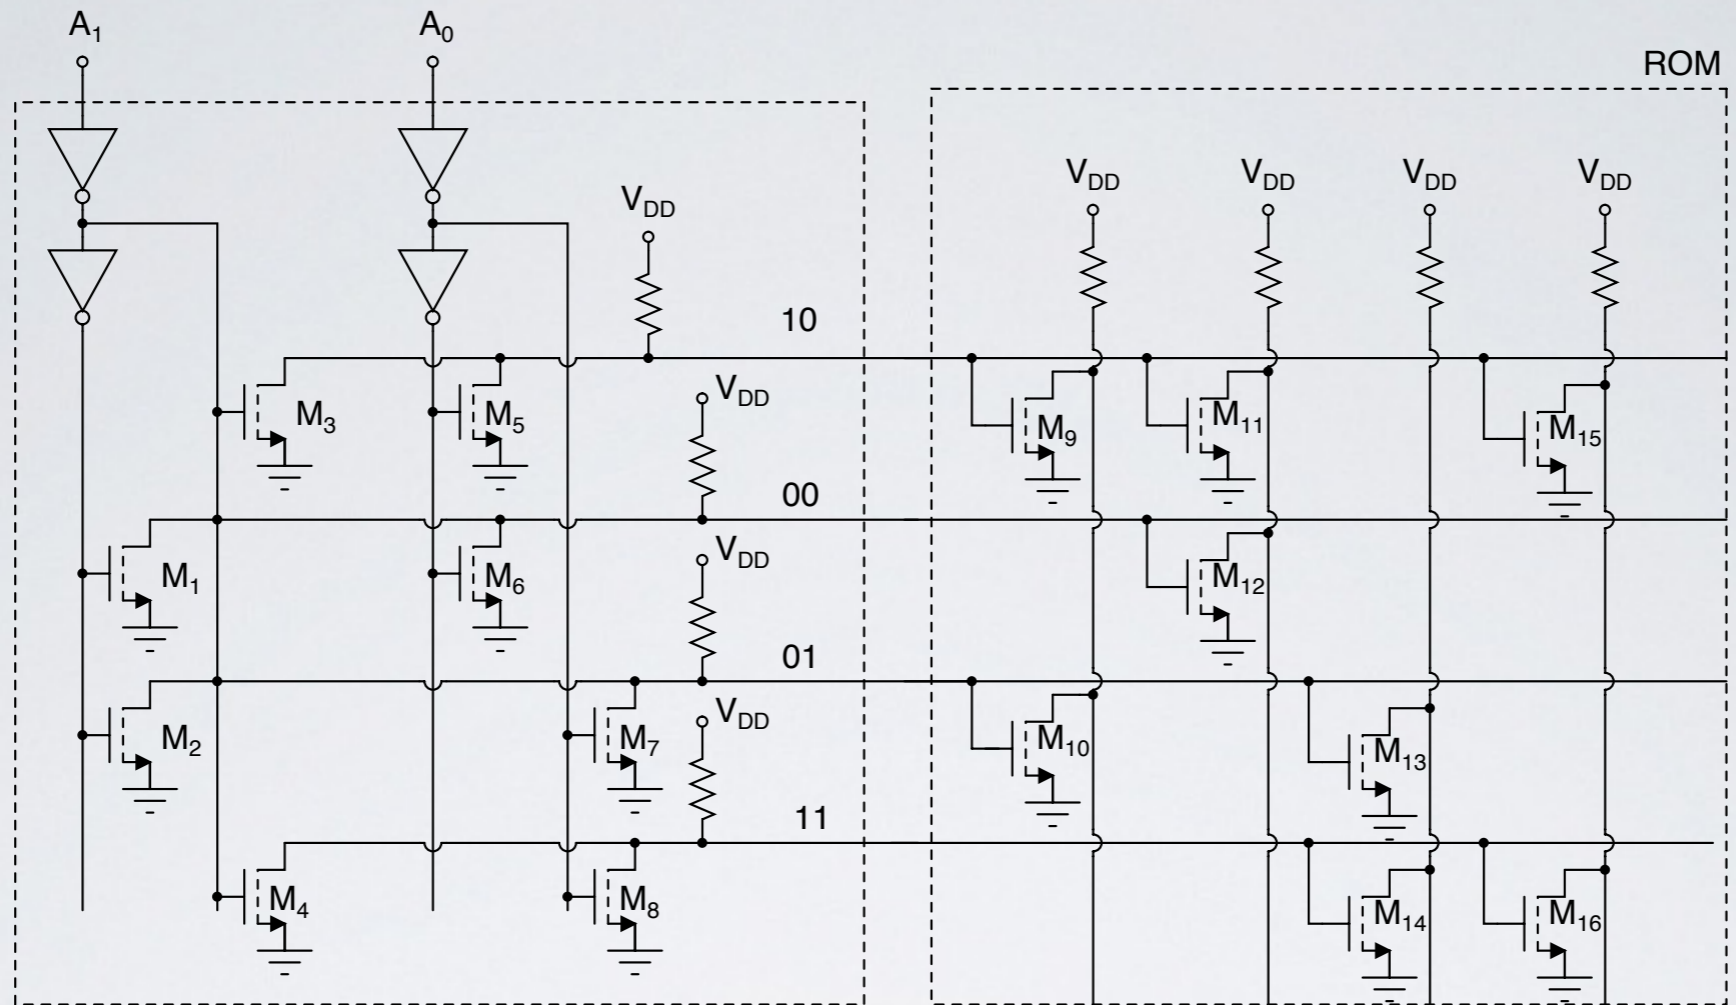 A1 A0
ROM
VDD VDD VDD VDD
VDD
10
VDD
M3 M5 M9 M11 M15
00
VDD
M1 M6 M12
01
VDD
M2 M7 M10 M13
11
M4 M8 M14 M16